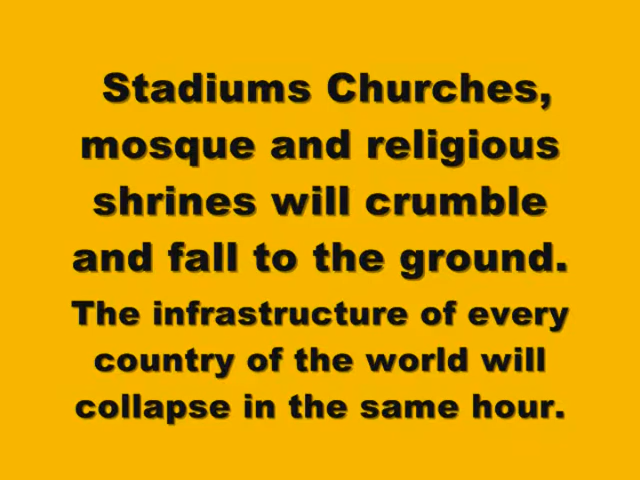 Stadiums Churches,
mosque and religious
shrines will crumble
and fall to the ground.
The infrastructure of every
country of the world will
collapse in the same hour.